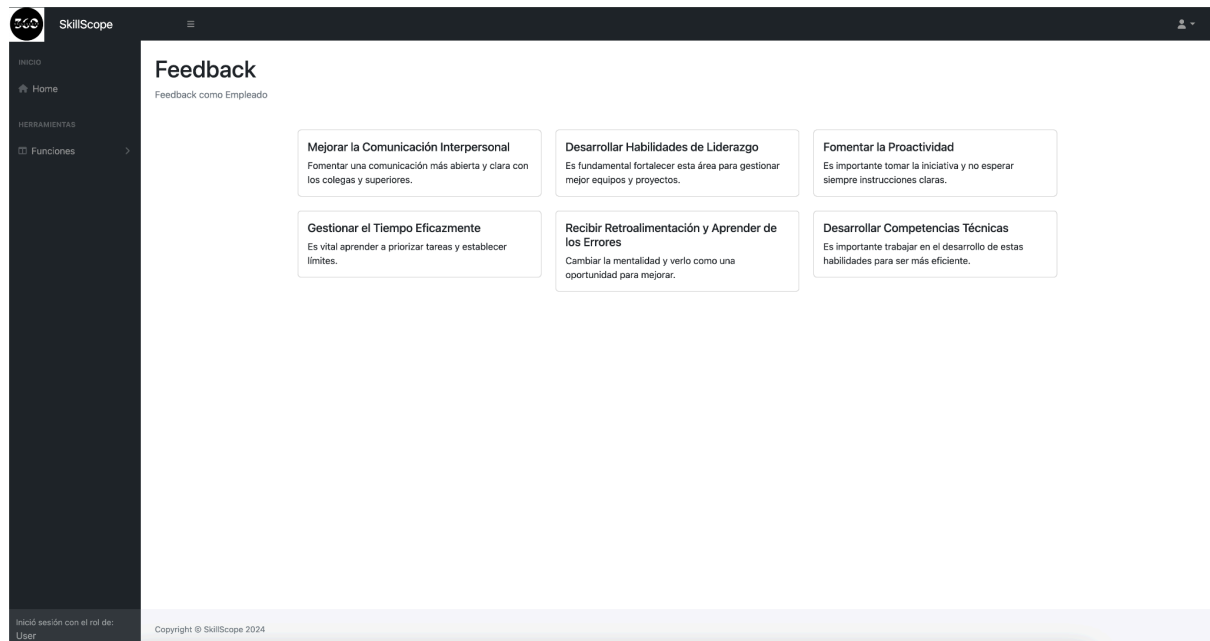 360
SkillScope
INICIO
Home
HERRAMIENTAS
Funciones
Feedback
Feedback como Empleado
Mejorar la Comunicación Interpersonal
Fomentar una comunicación más abierta y clara con
los colegas y superiores.
Desarrollar Habilidades de Liderazgo
Es fundamental fortalecer esta área para gestionar
mejor equipos y proyectos.
Fomentar la Proactividad
Es importante tomar la iniciativa y no esperar
siempre instrucciones claras.
Gestionar el Tiempo Eficazmente
Es vital aprender a priorizar tareas y establecer
límites.
Recibir Retroalimentación y Aprender de
los Errores
Cambiar la mentalidad y verlo como una
oportunidad para mejorar.
Desarrollar Competencias Técnicas
Es importante trabajar en el desarrollo de estas
habilidades para ser más eficiente.
Inició sesión con el rol de:
User
Copyright © SkillScope 2024